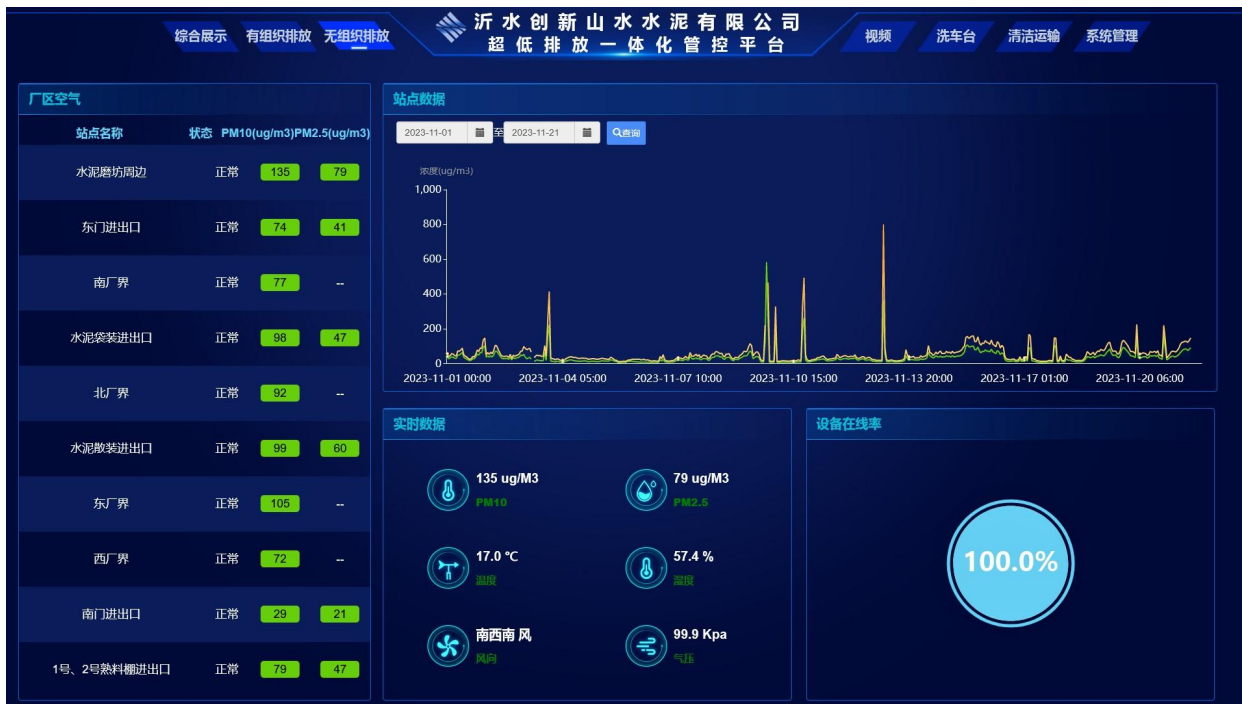 沂水创新山水水泥有限公司
超低排放一体化管控平台
综合展示 有组织排放 无组织排放 视频 洗车台 清洁运输 系统管理
厂区空气
站点名称 状态 PM10(ug/m3)PM2.5(ug/m3)
水泥磨坊周边 正常 135 79
东门进出口 正常 74 41
南厂界 正常 77 --
水泥袋装进出口 正常 98 47
北厂界 正常 92 --
水泥散装进出口 正常 99 60
东厂界 正常 105 --
西厂界 正常 72 --
南门进出口 正常 29 21
1号、2号熟料棚进出口 正常 79 47
站点数据
2023-11-01 至 2023-11-21 查询
浓度(ug/m3)
1,000
800
600
400
200
0
2023-11-01 00:00 2023-11-04 05:00 2023-11-07 10:00 2023-11-10 15:00 2023-11-13 20:00 2023-11-17 01:00 2023-11-20 06:00
实时数据
135 ug/M3
PM10
79 ug/M3
PM2.5
17.0 ℃
温度
57.4 %
湿度
南西南 风
风向
99.9 Kpa
气压
设备在线率
100.0%